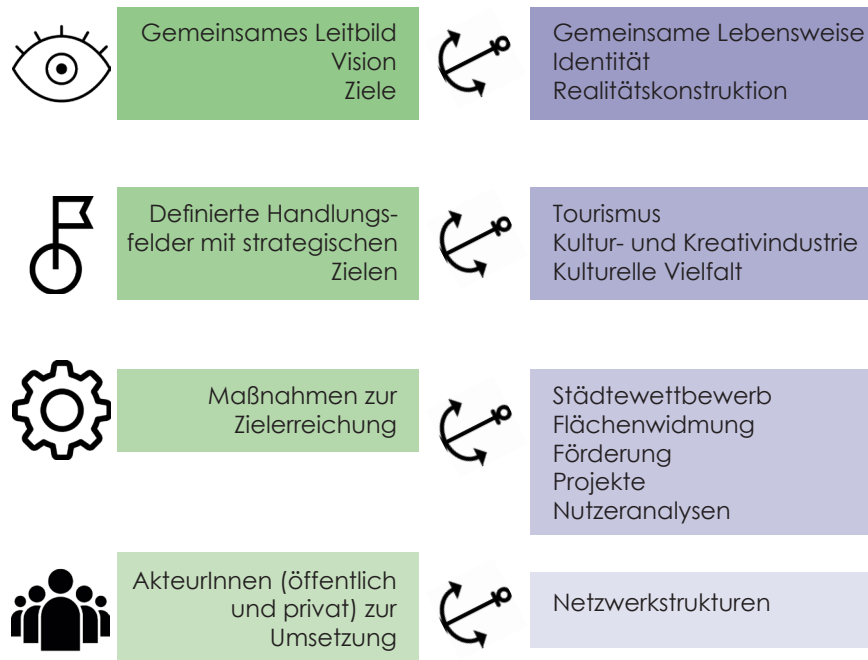 Gemeinsames Leitbild
Vision
Ziele
Gemeinsame Lebensweise
Identität
Realitätskonstruktion
Definierte Handlungs-
felder mit strategischen
Zielen
Tourismus
Kultur- und Kreativindustrie
Kulturelle Vielfalt
Maßnahmen zur
Zielerreichung
Städtewettbewerb
Flächenwidmung
Förderung
Projekte
Nutzeranalysen
AkteurInnen (öffentlich
und privat) zur
Umsetzung
Netzwerkstrukturen